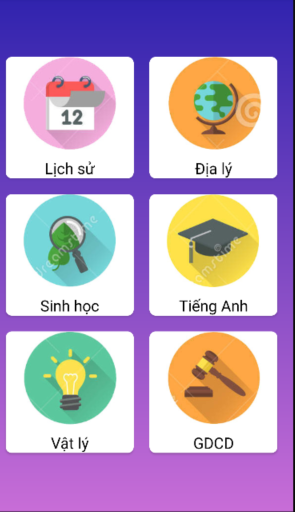 12
Lịch sử
Địa lý
Sinh học
Tiếng Anh
Vật lý
GDCD